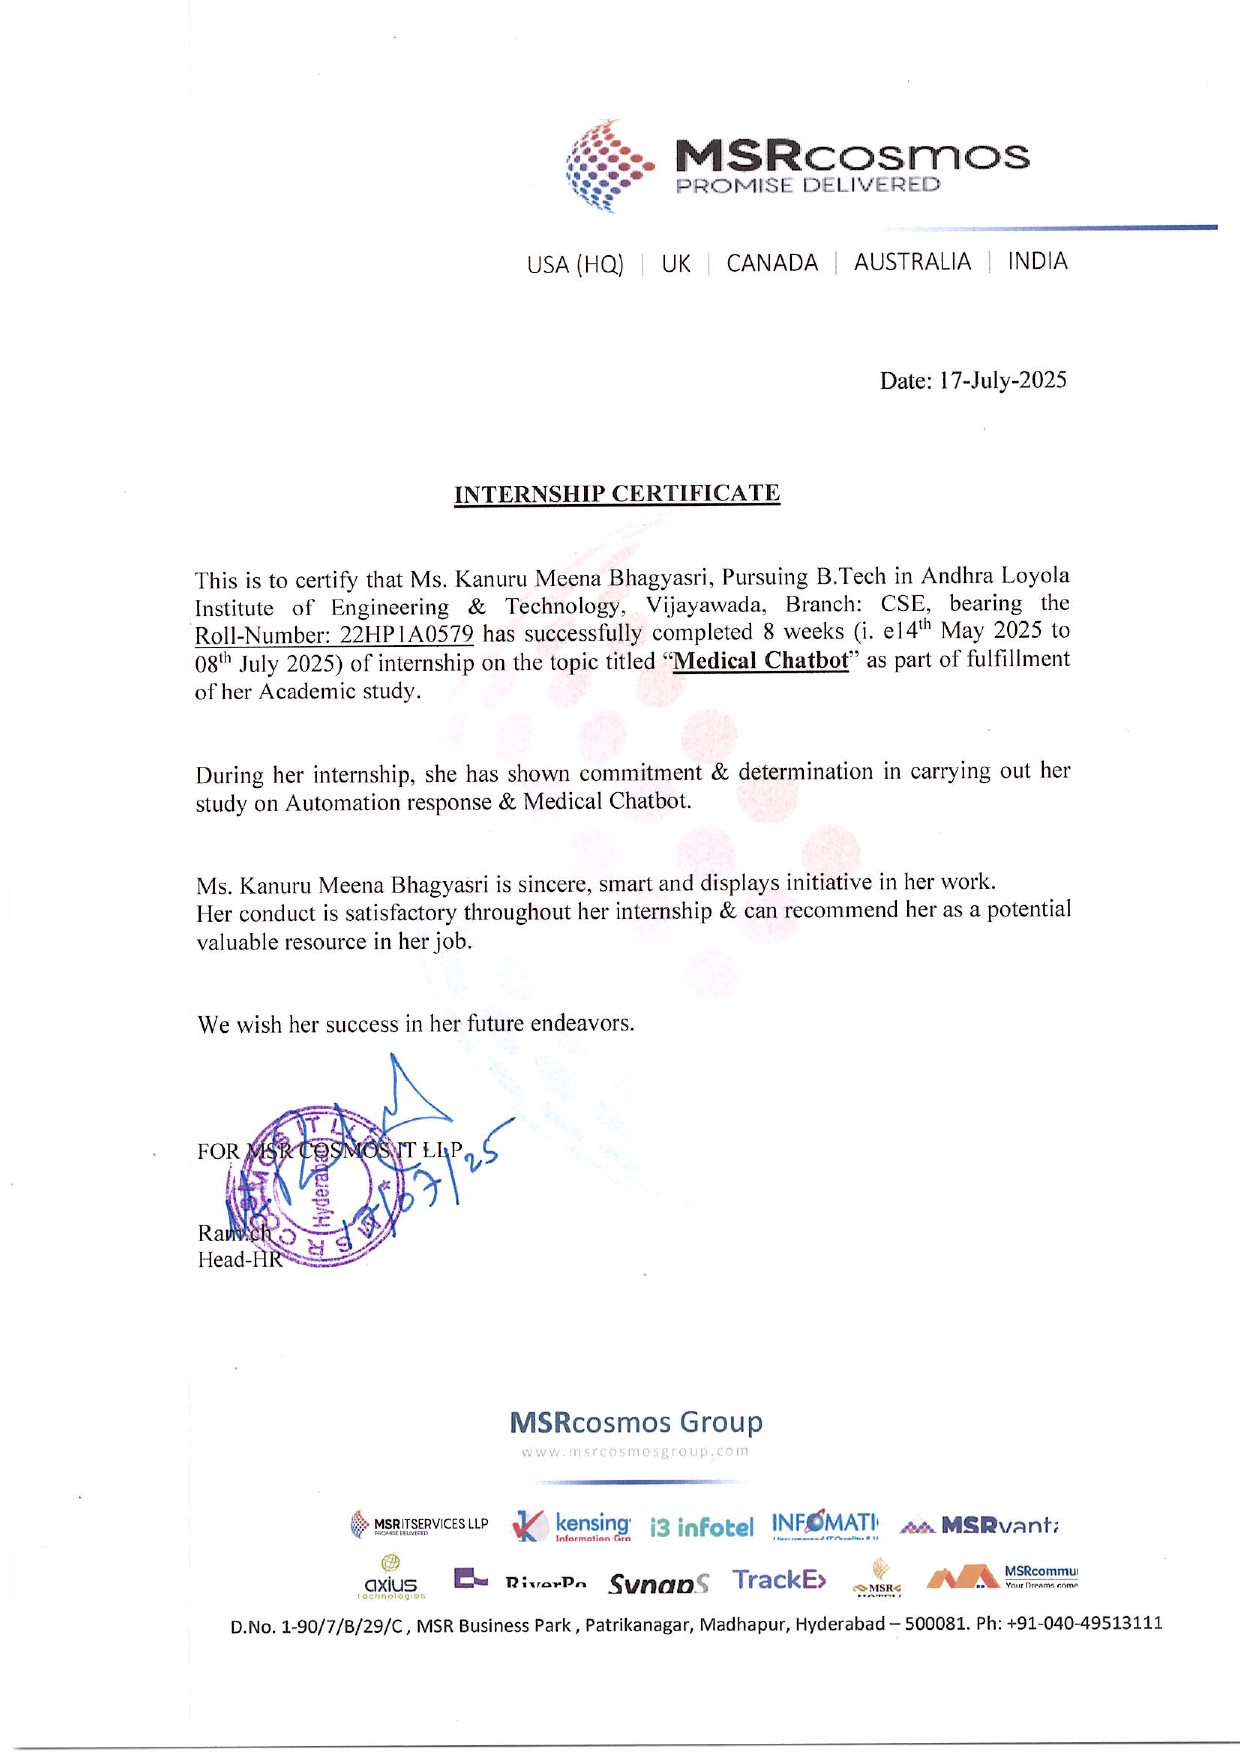 MSRcosmos
PROMISE DELIVERED
USA (HQ) | UK | CANADA | AUSTRALIA | INDIA
Date: 17-July-2025
INTERNSHIP CERTIFICATE
This is to certify that Ms. Kanuru Meena Bhagyasri, Pursuing B.Tech in Andhra Loyola
Institute of Engineering & Technology, Vijayawada, Branch: CSE, bearing the
Roll-Number: 22HP1A0579 has successfully completed 8 weeks (i. e14th May 2025 to
08th July 2025) of internship on the topic titled “Medical Chatbot” as part of fulfillment
of her Academic study.
During her internship, she has shown commitment & determination in carrying out her
study on Automation response & Medical Chatbot.
Ms. Kanuru Meena Bhagyasri is sincere, smart and displays initiative in her work.
Her conduct is satisfactory throughout her internship & can recommend her as a potential
valuable resource in her job.
We wish her success in her future endeavors.
FOR MSR COSMOS IT LLP
MSR COSMOS IT LLP
Hyderabad
17/07/25
Head-HR
MSRcosmos Group
www.msrcosmosgroup.com
MSRITSERVICES LLP kensing i3 infotel INFOMATI MSRvant
PROMISE DELIVERED Information Gro
axius RiverPo Synaps TrackEx MSR MSRcommu
technologies Your Dreams come
D.No. 1-90/7/B/29/C , MSR Business Park , Patrikanagar, Madhapur, Hyderabad – 500081. Ph: +91-040-49513111